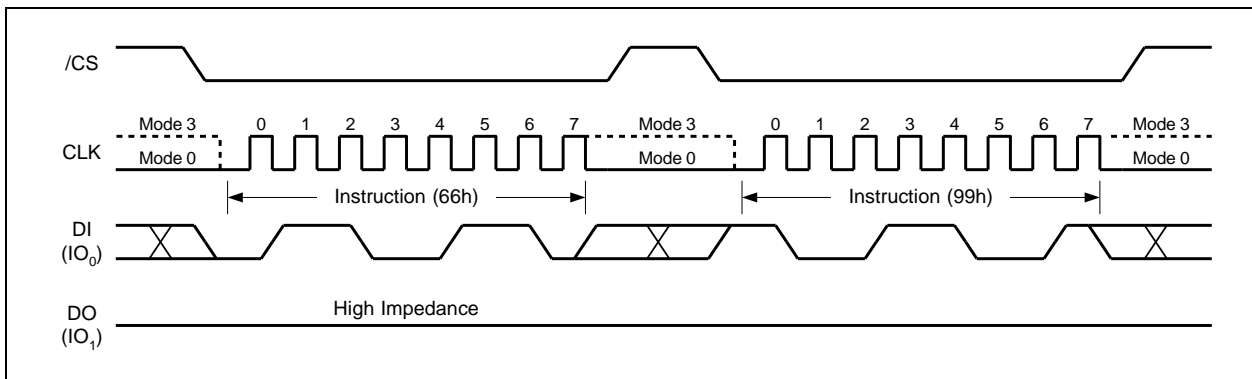 /CS
Mode 3 0 1 2 3 4 5 6 7 Mode 3 0 1 2 3 4 5 6 7 Mode 3
CLK Mode 0 Mode 0 Mode 0
Instruction (66h) Instruction (99h)
DI
(IO₀)
High Impedance
DO
(IO₁)